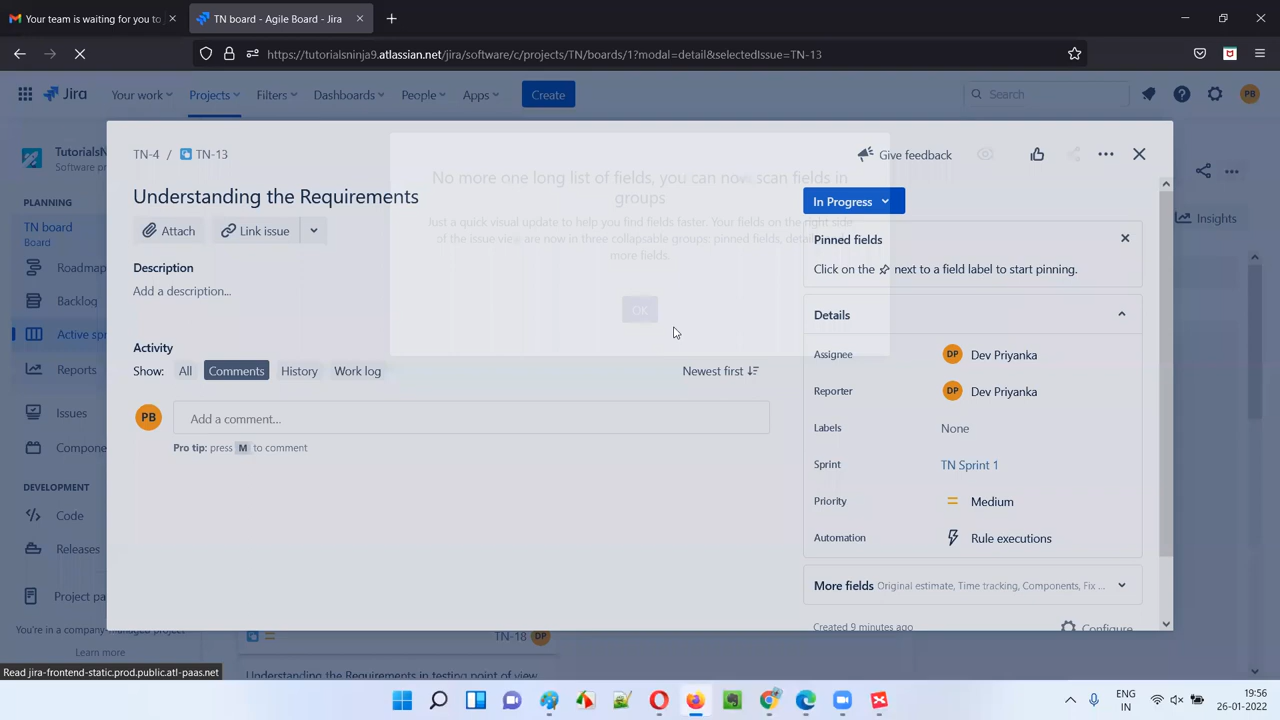 Your team is waiting for you to
TN board - Agile Board - Jira
https://tutorialsninja9.atlassian.net/jira/software/c/projects/TN/boards/1?modal=detail&selectedIssue=TN-13
Jira
Your work
Projects
Filters
Dashboards
People
Apps
Create
Search
PB
TutorialsN
Software pr
PLANNING
TN board
Board
Roadmap
Backlog
Active spr
Reports
Issues
Compone
DEVELOPMENT
Code
Releases
Project pa
You're in a company-managed project
Learn more
Read jira-frontend-static.prod.public.atl-paas.net
Insights
TN-4 / TN-13
Give feedback
Understanding the Requirements
Attach
Link issue
Description
Add a description...
Activity
Show:
All
Comments
History
Work log
Newest first
PB
Add a comment...
Pro tip: press M to comment
No more one long list of fields, you can now scan fields in
groups
Just a quick visual update to help you find fields faster. Your fields on the right side
of the issue view are now in three collapsable groups: pinned fields, deta
more fields.
OK
In Progress
Pinned fields
Click on the next to a field label to start pinning.
Details
Assignee
DP
Dev Priyanka
Reporter
DP
Dev Priyanka
Labels
None
Sprint
TN Sprint 1
Priority
Medium
Automation
Rule executions
More fields Original estimate, Time tracking, Components, Fix ...
Created 9 minutes ago
Configure
TN-18
DP
Understanding the Requirements in testing point of view
ENG
IN
19:56
26-01-2022